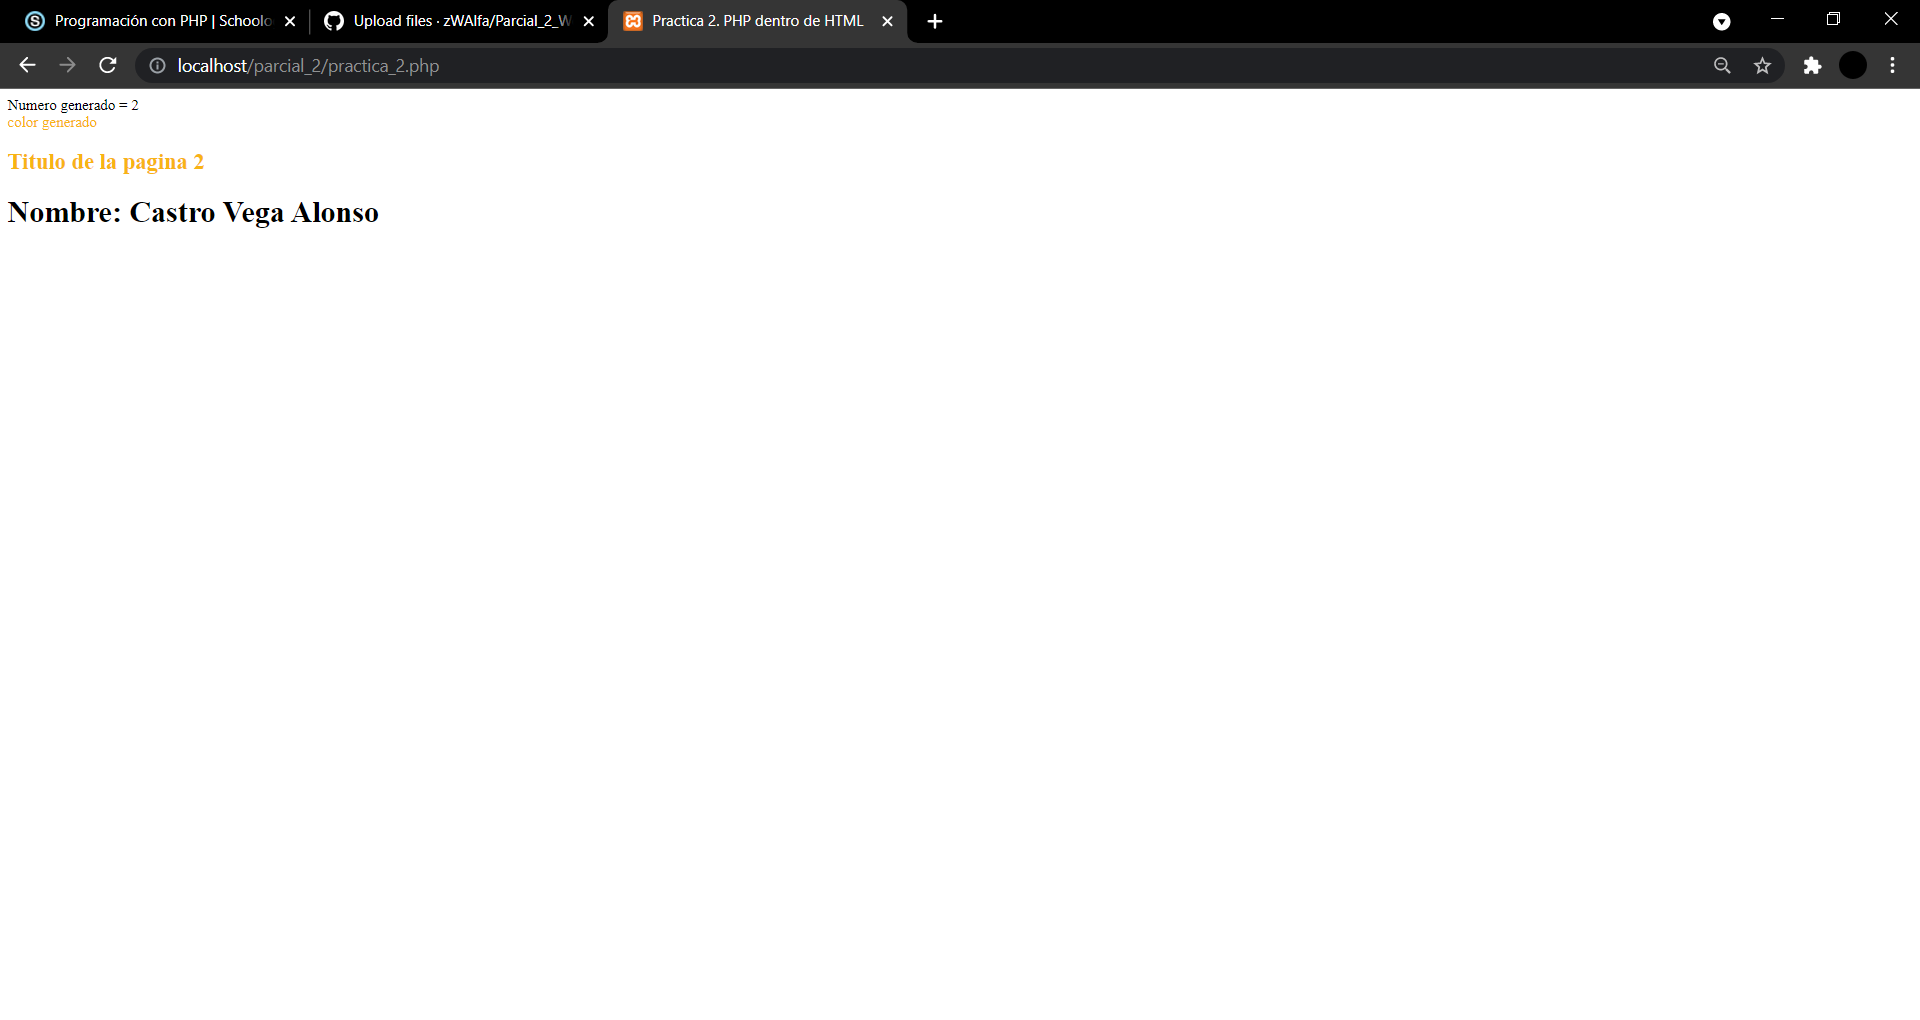 Programación con PHP | Schoolo
Upload files · zWAlfa/Parcial_2_W
Practica 2. PHP dentro de HTML
localhost/parcial_2/practica_2.php
Numero generado = 2
color generado
Titulo de la pagina 2
Nombre: Castro Vega Alonso